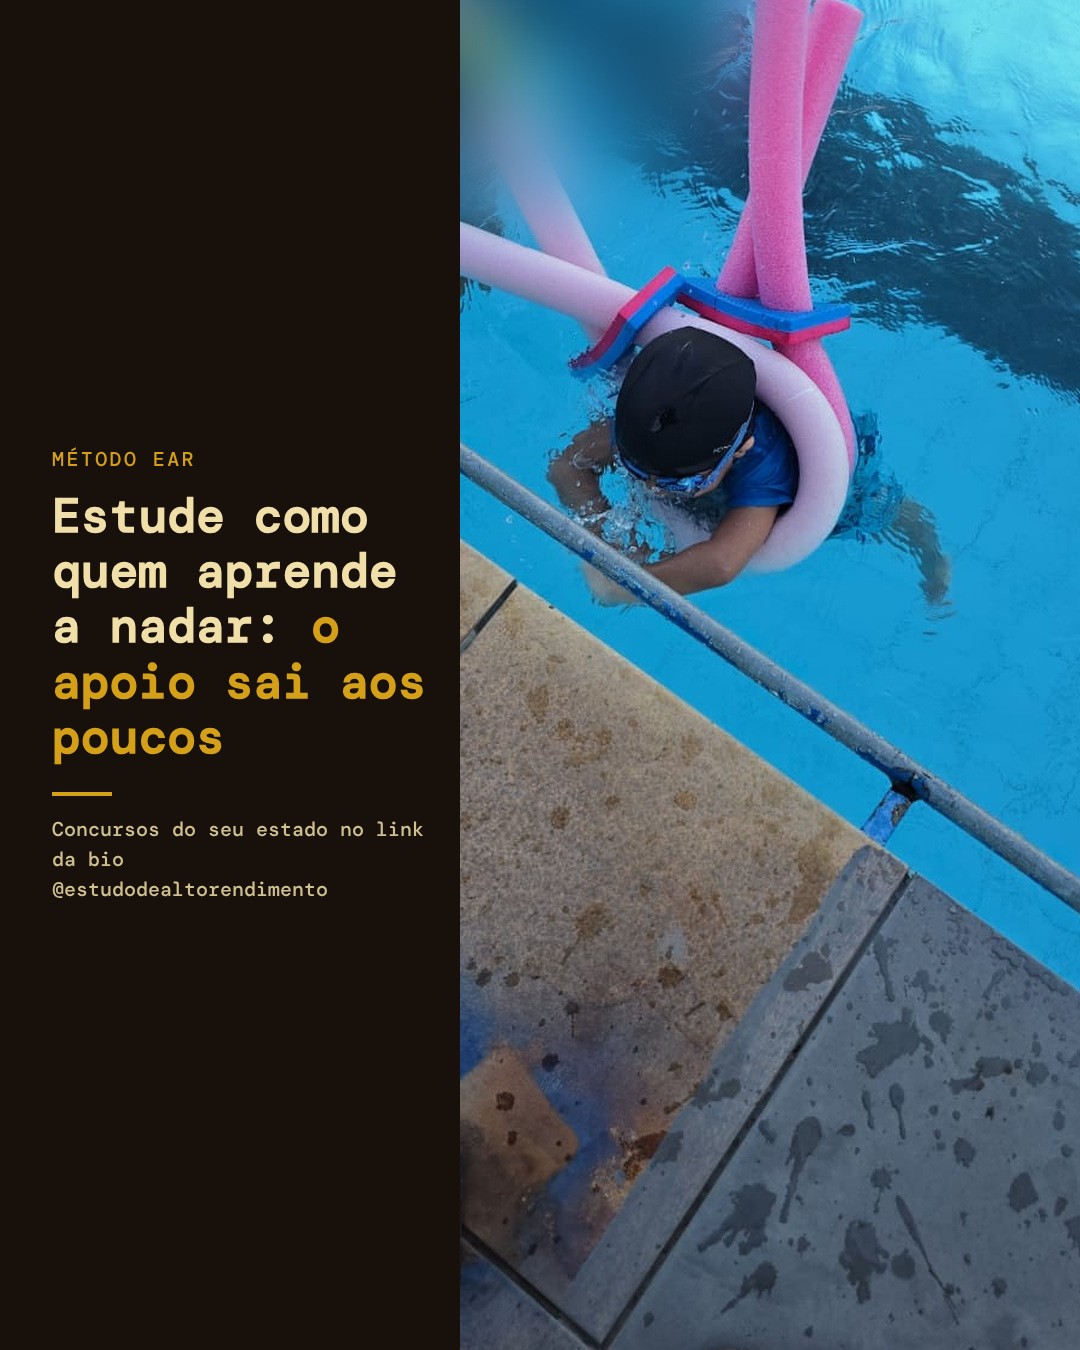 MÉTODO EAR
Estude como
quem aprende
a nadar: o
apoio sai aos
poucos
Concursos do seu estado no link
da bio
@estudodealtorendimento